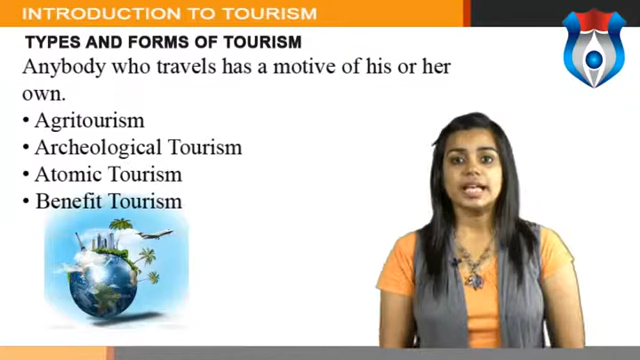 INTRODUCTION TO TOURISM
TYPES AND FORMS OF TOURISM
Anybody who travels has a motive of his or her
own.
• Agritourism
• Archeological Tourism
• Atomic Tourism
• Benefit Tourism